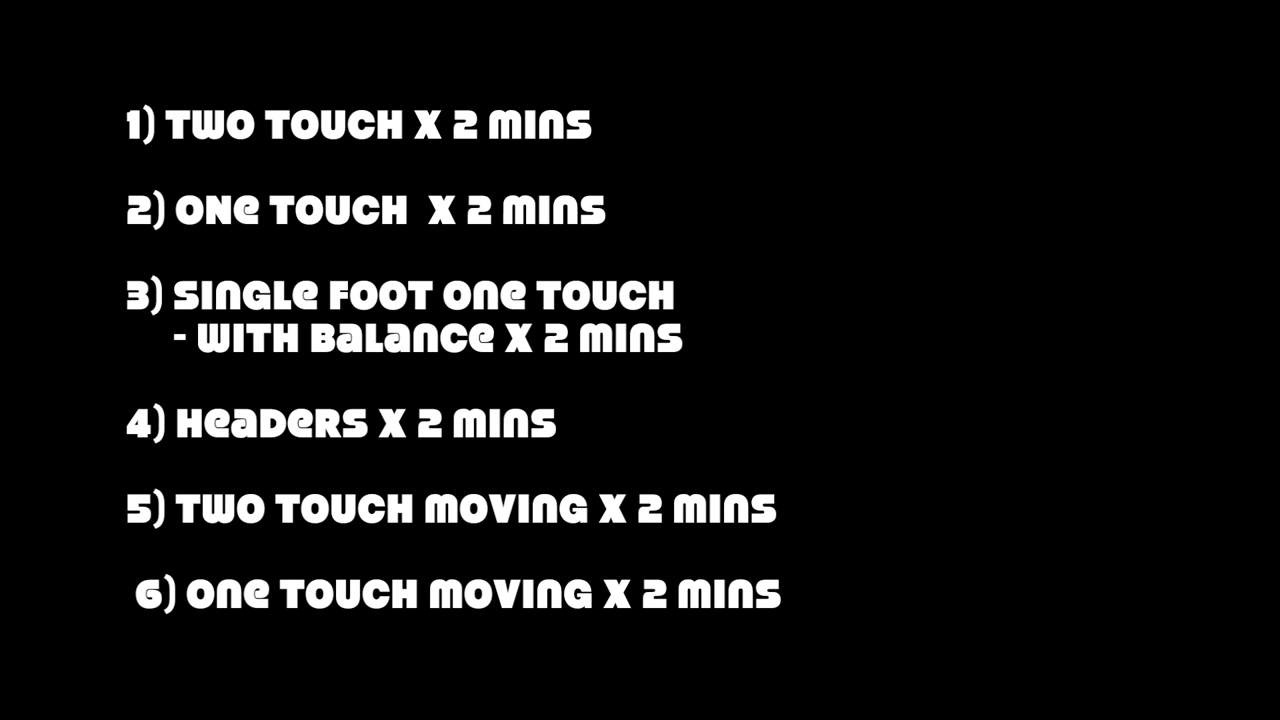 1) TWO TOUCH X 2 MINS
2) ONE TOUCH  X 2 MINS
3) SINGLE FOOT ONE TOUCH
- WITH BALANCE X 2 MINS
4) HEADERS X 2 MINS
5) TWO TOUCH MOVING X 2 MINS
6) ONE TOUCH MOVING X 2 MINS